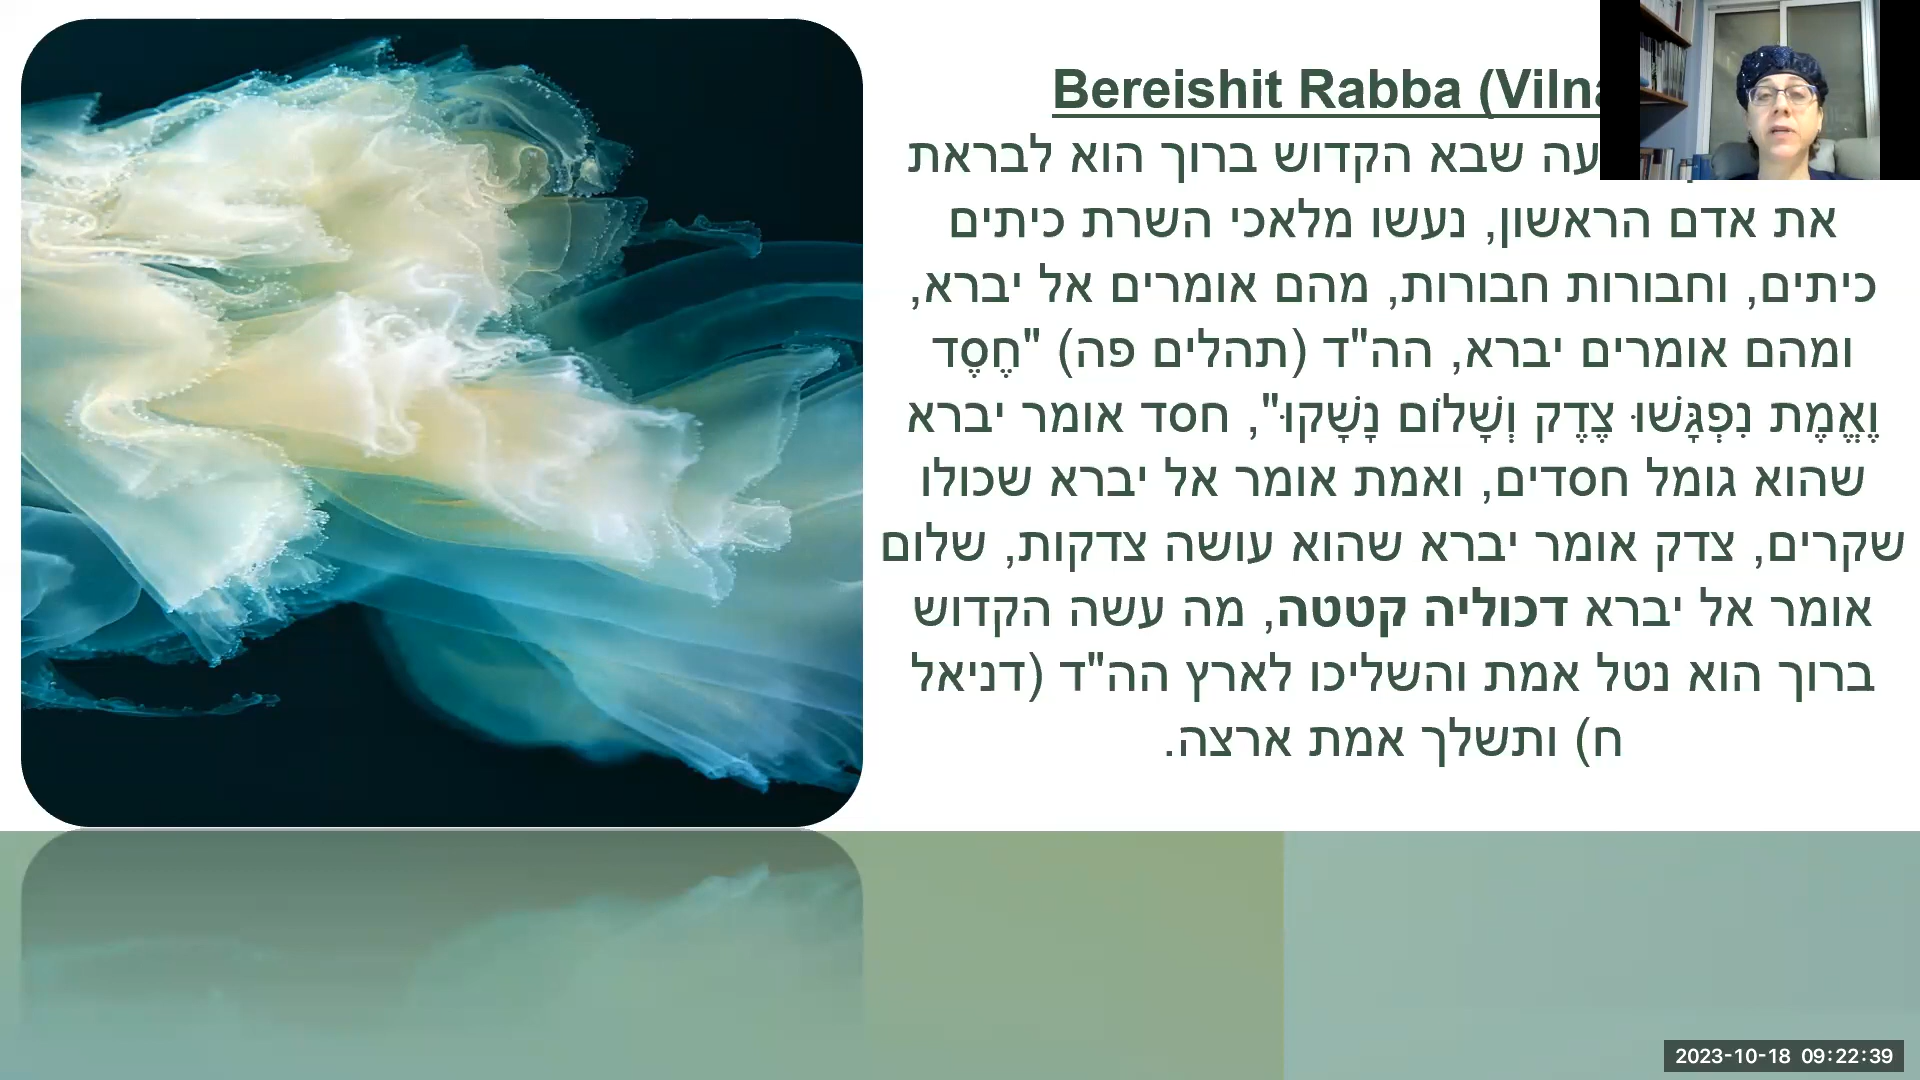 Bereishit Rabba (Vilna
שבא הקדוש ברוך הוא לבראת
את אדם הראשון, נעשו מלאכי השרת כיתים
כיתים, וחבורות חבורות, מהם אומרים אל יברא,
ומהם אומרים יברא, הה"ד (תהלים פה) "חֶסֶד
וֶאֱמֶת נִפְגָּשׁוּ צֶדֶק וְשָׁלוֹם נָשָׁקוּ", חסד אומר יברא
שהוא גומל חסדים, ואמת אומר אל יברא שכולו
שקרים, צדק אומר יברא שהוא עושה צדקות, שלום
אומר אל יברא דכוליה קטטה, מה עשה הקדוש
ברוך הוא נטל אמת והשליכו לארץ הה"ד (דניאל
ח) ותשלך אמת ארצה.
2023-10-18 09:22:39